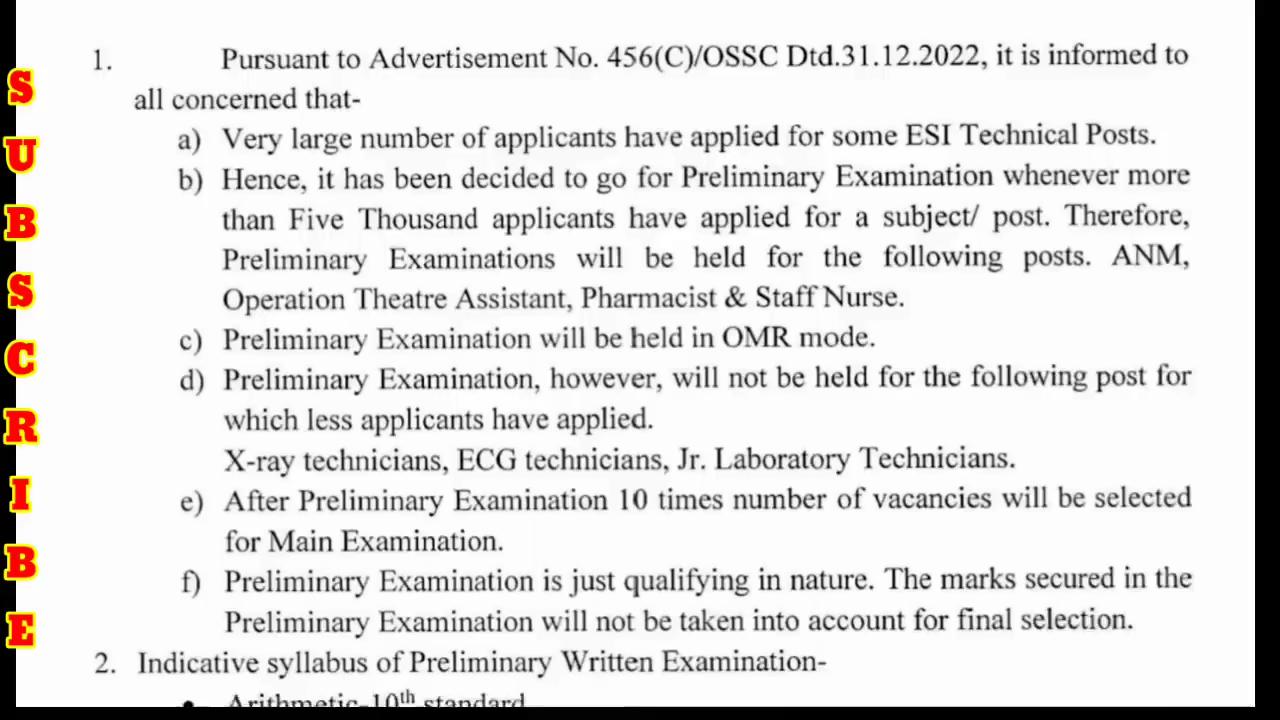 S
U
B
S
C
R
I
B
E
1. Pursuant to Advertisement No. 456(C)/OSSC Dtd.31.12.2022, it is informed to
all concerned that-
a) Very large number of applicants have applied for some ESI Technical Posts.
b) Hence, it has been decided to go for Preliminary Examination whenever more
than Five Thousand applicants have applied for a subject/ post. Therefore,
Preliminary Examinations will be held for the following posts. ANM,
Operation Theatre Assistant, Pharmacist & Staff Nurse.
c) Preliminary Examination will be held in OMR mode.
d) Preliminary Examination, however, will not be held for the following post for
which less applicants have applied.
X-ray technicians, ECG technicians, Jr. Laboratory Technicians.
e) After Preliminary Examination 10 times number of vacancies will be selected
for Main Examination.
f) Preliminary Examination is just qualifying in nature. The marks secured in the
Preliminary Examination will not be taken into account for final selection.
2. Indicative syllabus of Preliminary Written Examination-
• Arithmetic-10th standard